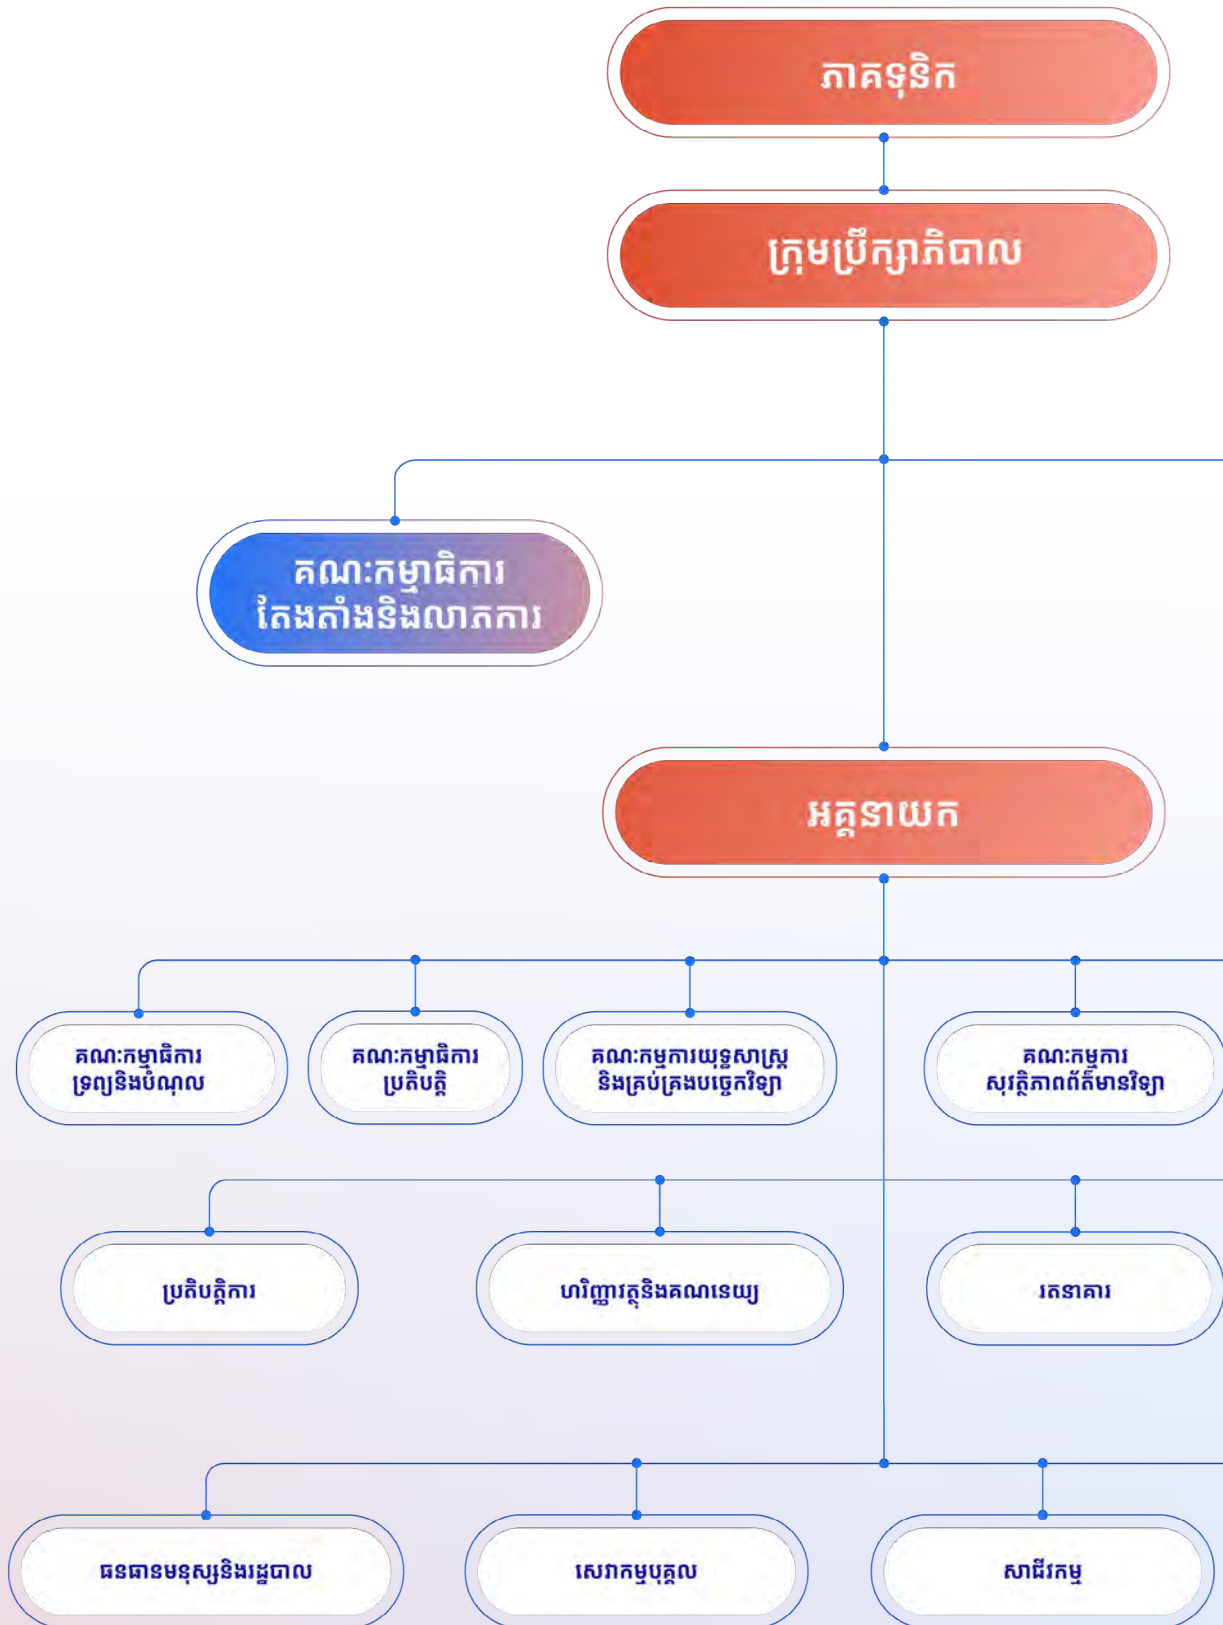 ភាគទុនិក
ក្រុមប្រឹក្សាភិបាល
គណៈកម្មាធិការ
តែងតាំងនិងលាភការ
អគ្គនាយក
គណៈកម្មាធិការ
ទ្រព្យនិងបំណុល
គណៈកម្មាធិការ
ប្រតិបត្តិ
គណៈកម្មការយុទ្ធសាស្ត្រ
និងគ្រប់គ្រងបច្ចេកវិទ្យា
គណៈកម្មការ
សុវត្ថិភាពព័ត៌មានវិទ្យា
ប្រតិបត្តិការ
ហិរញ្ញវត្ថុនិងគណនេយ្យ
រតនាគារ
ធនធានមនុស្សនិងរដ្ឋបាល
សេវាកម្មបុគ្គល
សាជីវកម្ម